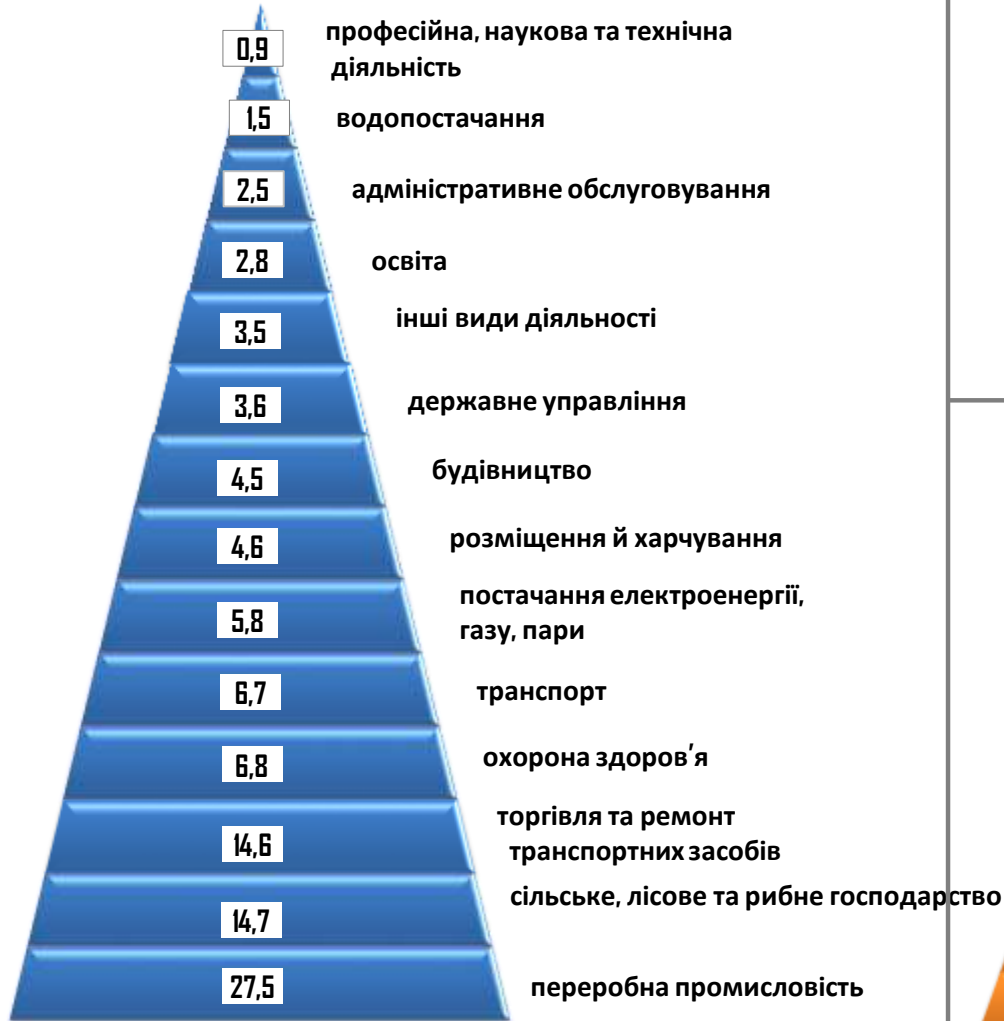 0,9
професійна, наукова та технічна
діяльність
1,5
водопостачання
2,5
адміністративне обслуговування
2,8
освіта
3,5
інші види діяльності
3,6
державне управління
4,5
будівництво
4,6
розміщення й харчування
5,8
постачання електроенергії,
газу, пари
6,7
транспорт
6,8
охорона здоров'я
14,6
торгівля та ремонт
транспортних засобів
14,7
сільське, лісове та рибне господарство
27,5
переробна промисловість